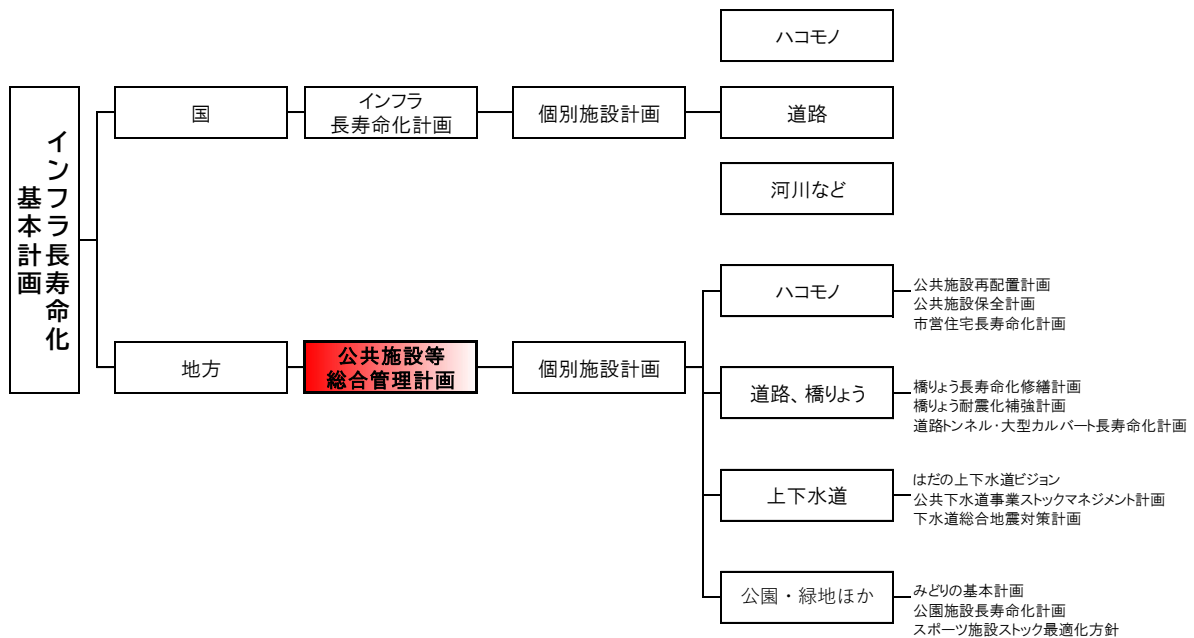 インフラ長寿命化
基本計画
国
インフラ
長寿命化計画
個別施設計画
ハコモノ
道路
河川など
地方
公共施設等
総合管理計画
個別施設計画
ハコモノ
公共施設再配置計画
公共施設保全計画
市営住宅長寿命化計画
道路、橋りょう
橋りょう長寿命化修繕計画
橋りょう耐震化補強計画
道路トンネル・大型カルバート長寿命化計画
上下水道
はだの上下水道ビジョン
公共下水道事業ストックマネジメント計画
下水道総合地震対策計画
公園・緑地ほか
みどりの基本計画
公園施設長寿命化計画
スポーツ施設ストック最適化方針